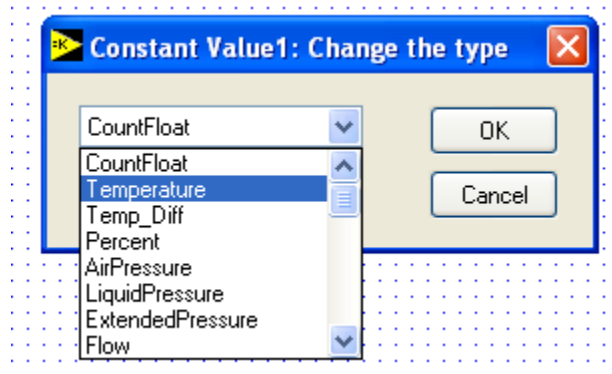 =K
Constant Value1: Change the type
CountFloat
OK
CountFloat
Temperature
Cancel
Temp_Diff
Percent
AirPressure
LiquidPressure
ExtendedPressure
Flow